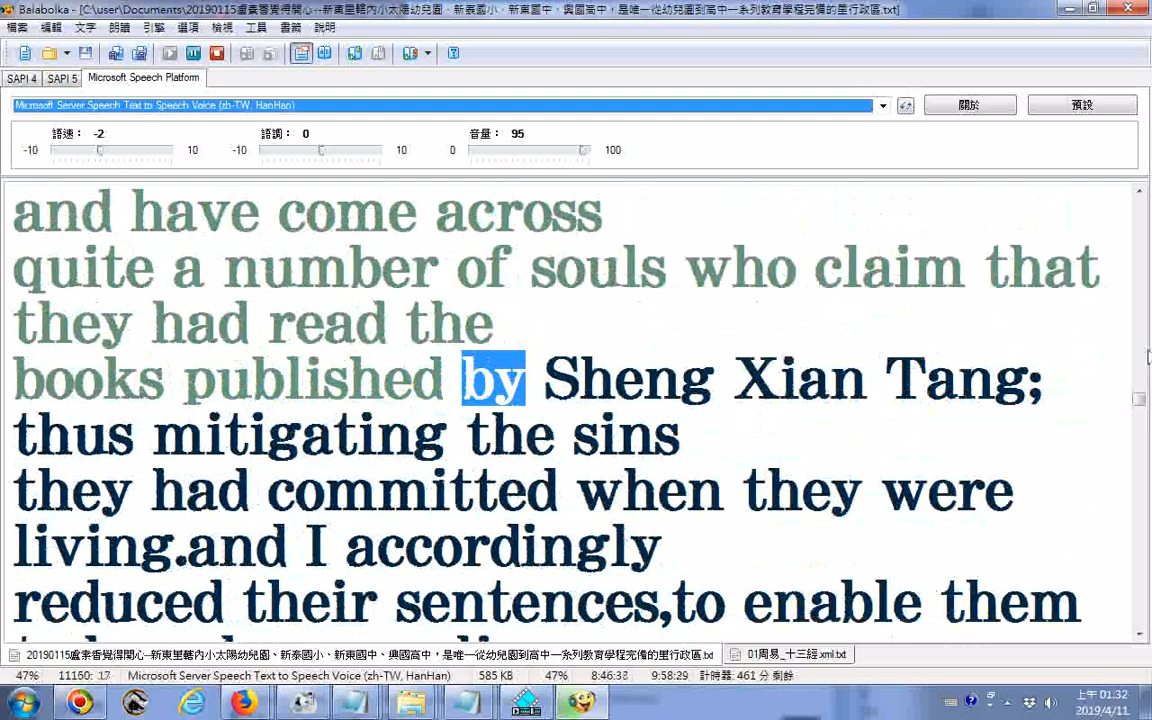 Balabolka - [C:\user\Documents\20190115盧素香覺得開心--新東里轄內小太陽幼兒園、新泰國小、新東國中、興國高中，是唯一從幼兒園到高中一系列教育學程完備的里行政區.txt]
檔案 編輯 文字 朗讀 引擎 選項 檢視 工具 書籤 說明
SAPI 4 SAPI 5 Microsoft Speech Platform
Microsoft Server Speech Text to Speech Voice (zh-TW, HanHan)
關於 預設
語速： -2 語調： 0 音量： 95
-10 10 -10 10 0 100
and have come across
quite a number of souls who claim that
they had read the
books published by Sheng Xian Tang;
thus mitigating the sins
they had committed when they were
living.and I accordingly
reduced their sentences,to enable them
20190115盧素香覺得開心--新東里轄內小太陽幼兒園、新泰國小、新東國中、興國高中，是唯一從幼兒園到高中一系列教育學程完備的里行政區.txt 01周易_十三經.xml.txt
47% 11160: 17 Microsoft Server Speech Text to Speech Voice (zh-TW, HanHan) 585 KB 47% 8:46:33 9:58:29 計時器: 461 分 剩餘
上午 01:32
2019/4/11